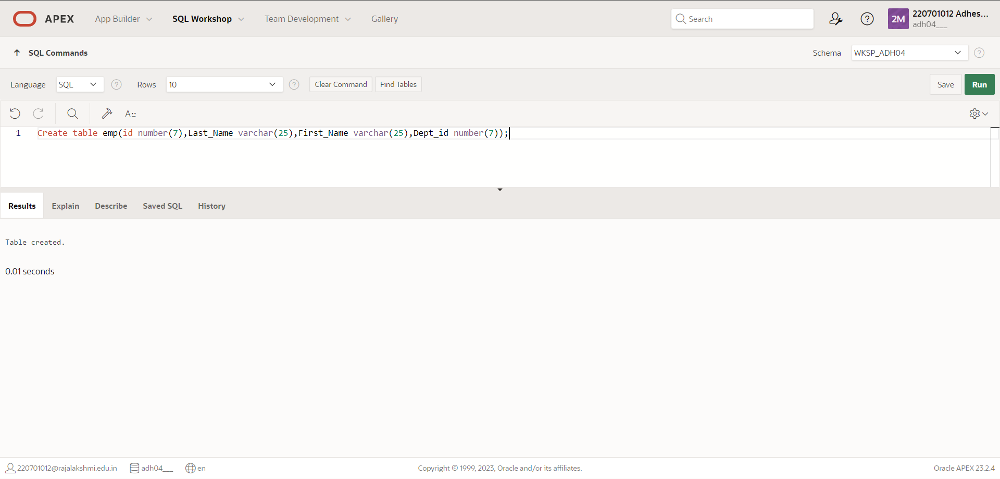 APEX App Builder SQL Workshop Team Development Gallery Search 2M 220701012 Adhes...
adh04___
SQL Commands Schema WKSP_ADH04
Language SQL Rows 10 Clear Command Find Tables Save Run
A::
1 Create table emp(id number(7),Last_Name varchar(25),First_Name varchar(25),Dept_id number(7));
Results Explain Describe Saved SQL History
Table created.
0.01 seconds
220701012@rajalakshmi.edu.in adh04___ en Copyright © 1999, 2023, Oracle and/or its affiliates. Oracle APEX 23.2.4